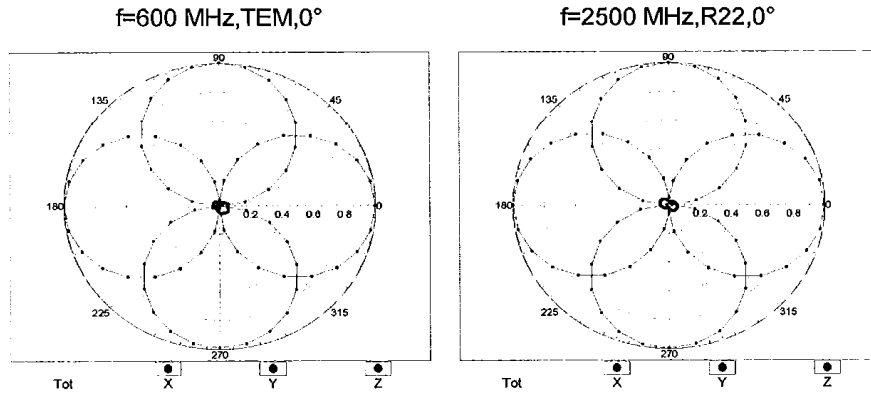 f=600 MHz,TEM,0° f=2500 MHz,R22,0°
90 90
135 45 135 45
180 0.2 0.4 0.6 0.8 0 180 0.2 0.4 0.6 0.8 0
225 315 225 315
270 270
Tot X Y Z Tot X Y Z